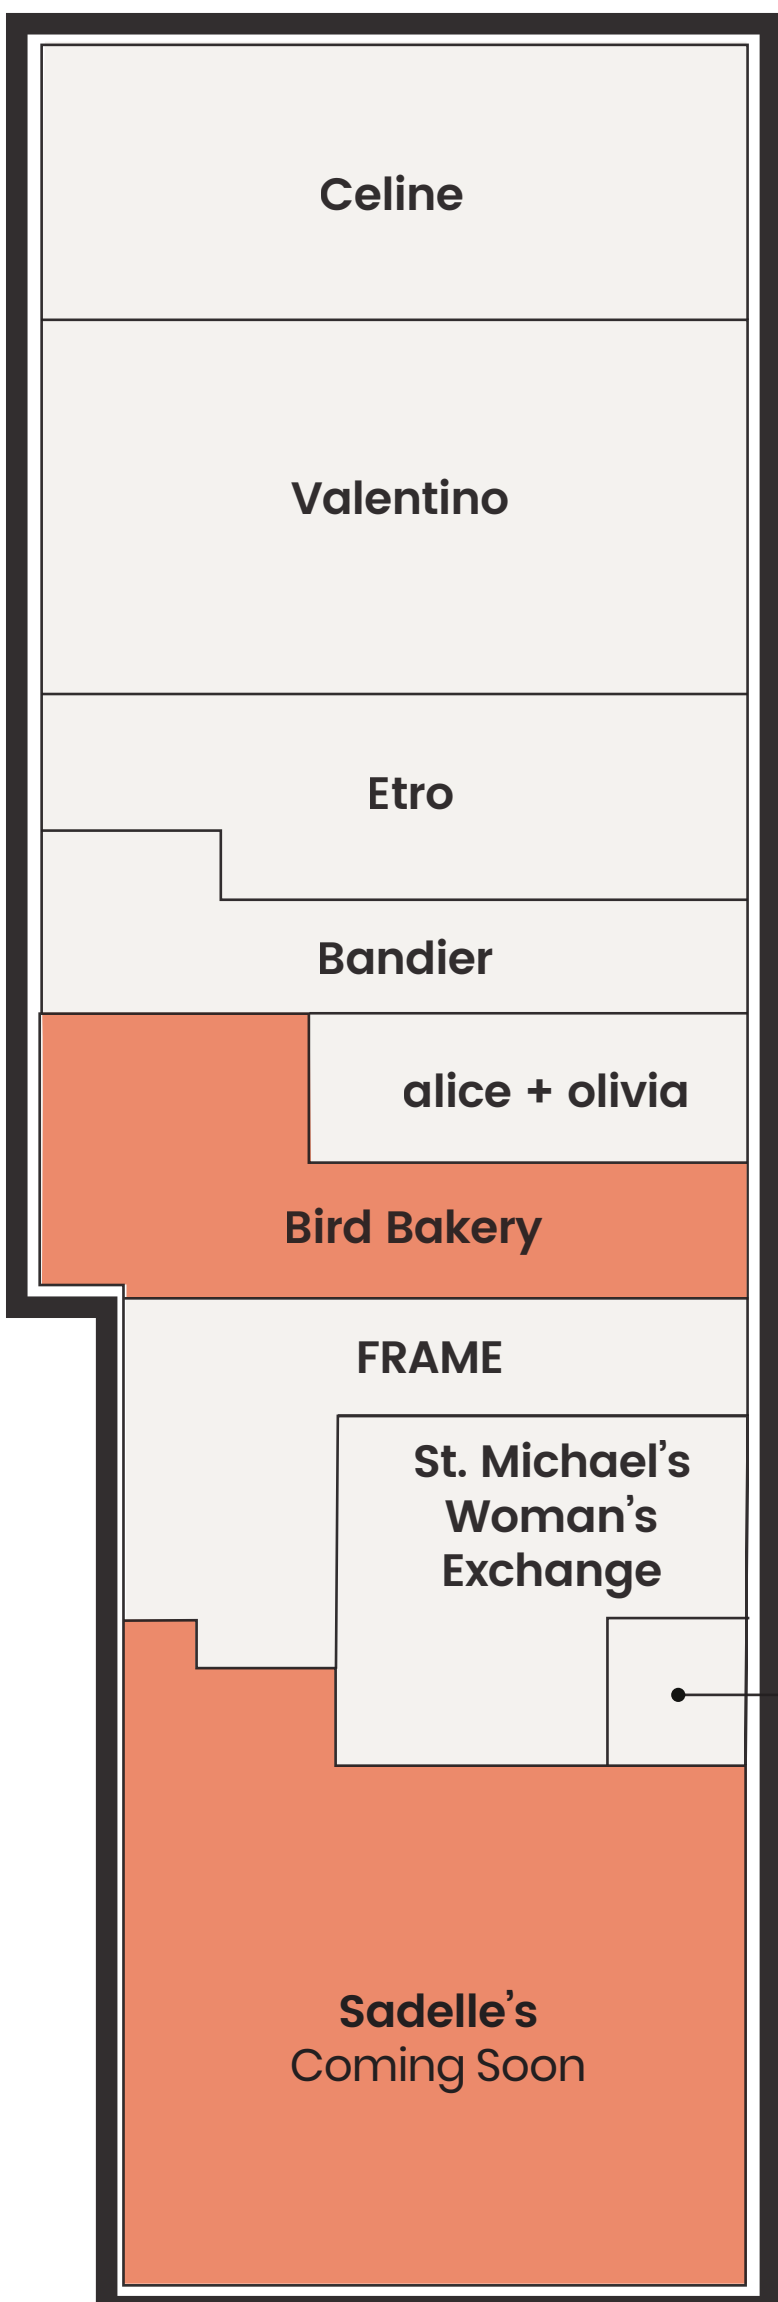 Celine
Valentino
Etro
Bandier
alice + olivia
Bird Bakery
FRAME
St. Michael’s
Woman’s
Exchange
Sadelle’s
Coming Soon